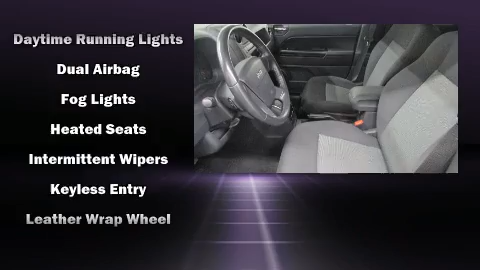 Daytime Running Lights
Dual Airbag
Fog Lights
Heated Seats
Intermittent Wipers
Keyless Entry
Leather Wrap Wheel